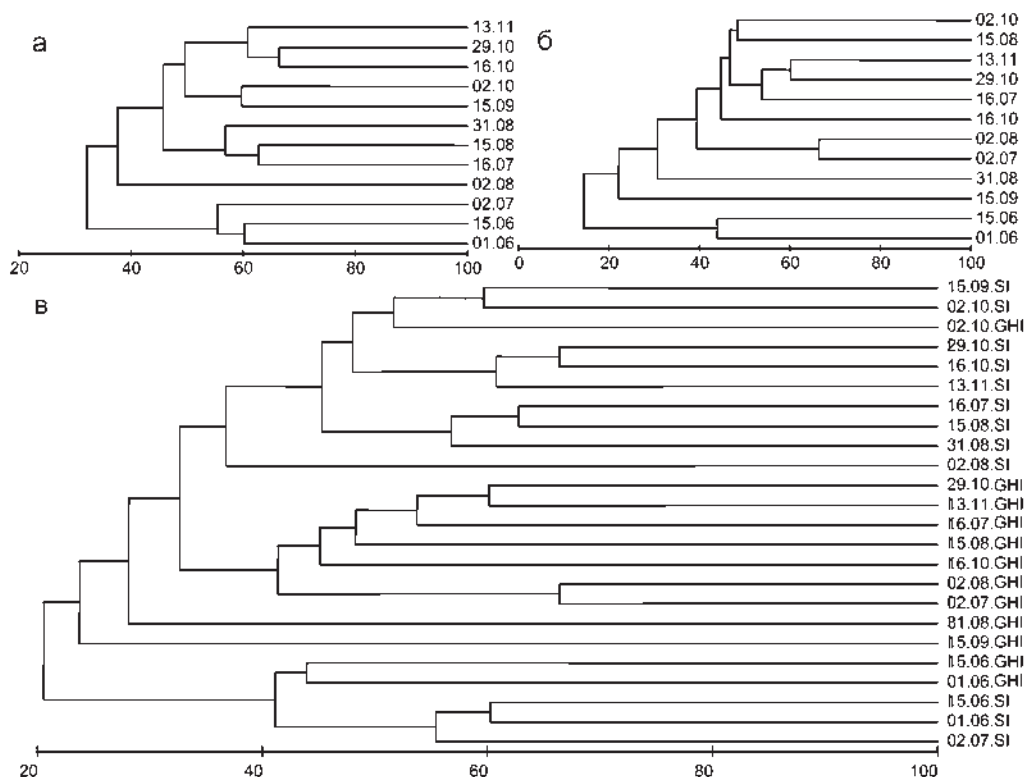 а
13.11
29.10
16.10
02.10
15.09
31.08
15.08
16.07
02.08
02.07
15.06
01.06
20 40 60 80 100
б
02.10
15.08
13.11
29.10
16.07
16.10
02.08
02.07
31.08
15.09
15.06
01.06
0 20 40 60 80 100
в
15.09.SI
02.10.SI
02.10.GHI
29.10.SI
16.10.SI
13.11.SI
16.07.SI
15.08.SI
31.08.SI
02.08.SI
29.10.GHI
13.11.GHI
16.07.GHI
15.08.GHI
16.10.GHI
02.08.GHI
02.07.GHI
31.08.GHI
15.09.GHI
15.06.GHI
01.06.GHI
15.06.SI
01.06.SI
02.07.SI
20 40 60 80 100